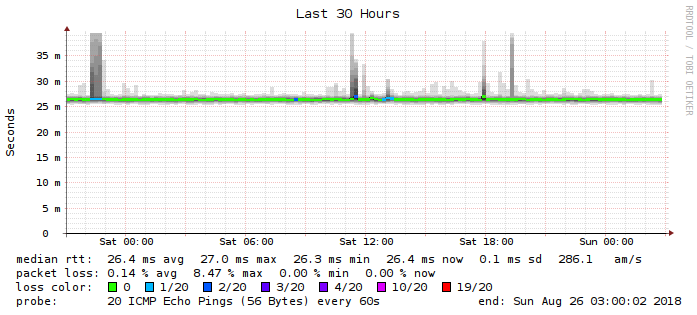 Last 30 Hours
RRDTOOL / TOBI OETIKER
Seconds
35 m
30 m
25 m
20 m
15 m
10 m
5 m
0
Sat 00:00 Sat 06:00 Sat 12:00 Sat 18:00 Sun 00:00
median rtt: 26.4 ms avg 27.0 ms max 26.3 ms min 26.4 ms now 0.1 ms sd 286.1 am/s
packet loss: 0.14 % avg 8.47 % max 0.00 % min 0.00 % now
loss color: 0 1/20 2/20 3/20 4/20 10/20 19/20
probe: 20 ICMP Echo Pings (56 Bytes) every 60s end: Sun Aug 26 03:00:02 2018